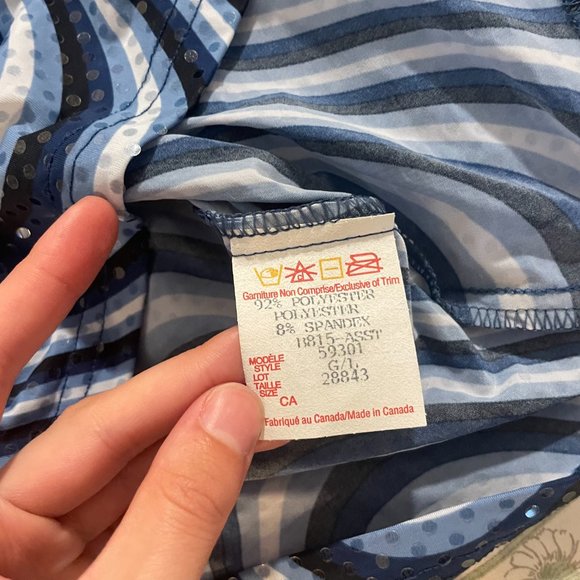 Garniture Non Comprise/Exclusive of Trim
92% POLYESTER
POLYESTER
8% SPANDEX
B815-ASST
MODÈLE
STYLE 59301
LOT G/L
TAILLE 28843
SIZE
CA
Fabriqué au Canada/Made in Canada